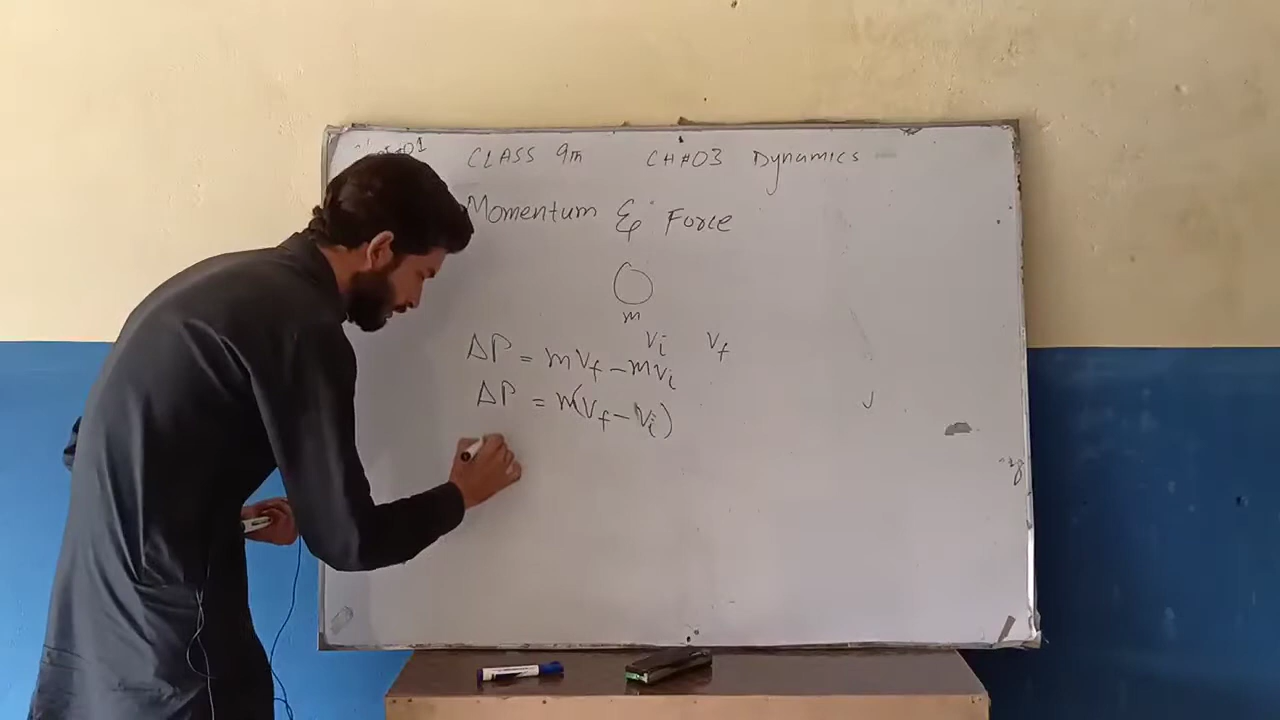 CLASS 9th CH#03 Dynamics
Momentum & Force
m
Vi Vf
ΔP = mVf - mVi
ΔP = m(Vf - Vi)